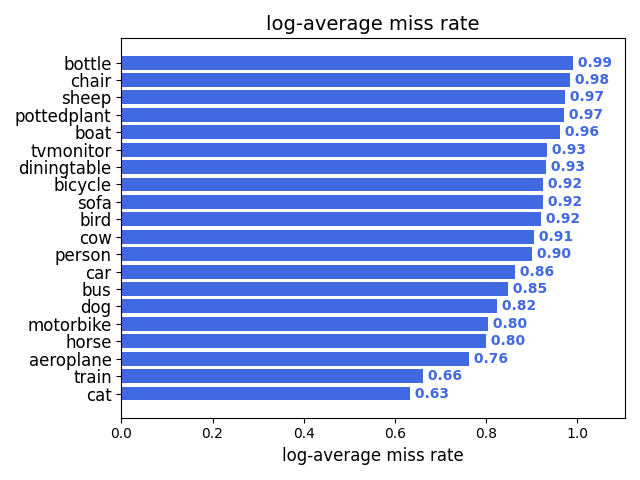 log-average miss rate
bottle 0.99
chair 0.98
sheep 0.97
pottedplant 0.97
boat 0.96
tvmonitor 0.93
diningtable 0.93
bicycle 0.92
sofa 0.92
bird 0.92
cow 0.91
person 0.90
car 0.86
bus 0.85
dog 0.82
motorbike 0.80
horse 0.80
aeroplane 0.76
train 0.66
cat 0.63
0.0 0.2 0.4 0.6 0.8 1.0
log-average miss rate